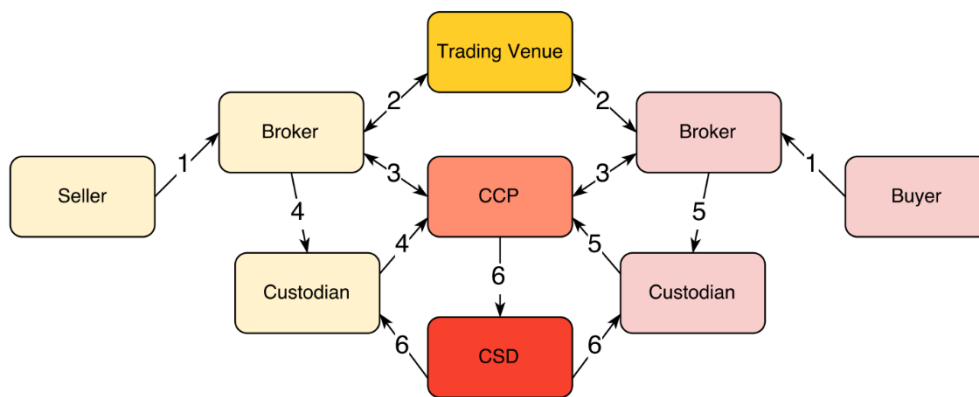 Trading Venue
2
2
Broker
Broker
1
3
3
1
Seller
CCP
Buyer
4
5
4
5
6
Custodian
Custodian
6
6
CSD